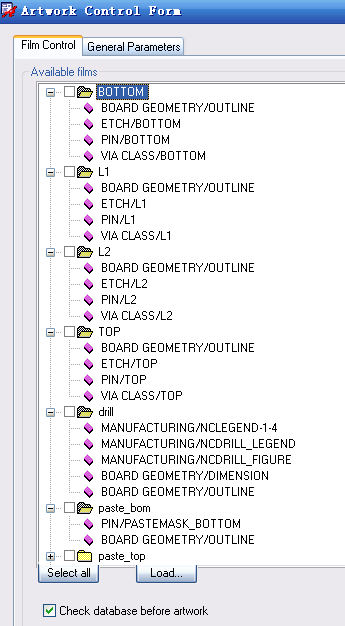 Artwork Control Form
Film Control General Parameters
Available films
BOTTOM
BOARD GEOMETRY/OUTLINE
ETCH/BOTTOM
PIN/BOTTOM
VIA CLASS/BOTTOM
L1
BOARD GEOMETRY/OUTLINE
ETCH/L1
PIN/L1
VIA CLASS/L1
L2
BOARD GEOMETRY/OUTLINE
ETCH/L2
PIN/L2
VIA CLASS/L2
TOP
BOARD GEOMETRY/OUTLINE
ETCH/TOP
PIN/TOP
VIA CLASS/TOP
drill
MANUFACTURING/NCLEGEND-1-4
MANUFACTURING/NCDRILL_LEGEND
MANUFACTURING/NCDRILL_FIGURE
BOARD GEOMETRY/DIMENSION
BOARD GEOMETRY/OUTLINE
paste_bom
PIN/PASTEMASK_BOTTOM
BOARD GEOMETRY/OUTLINE
paste_top
Select all Load...
Check database before artwork